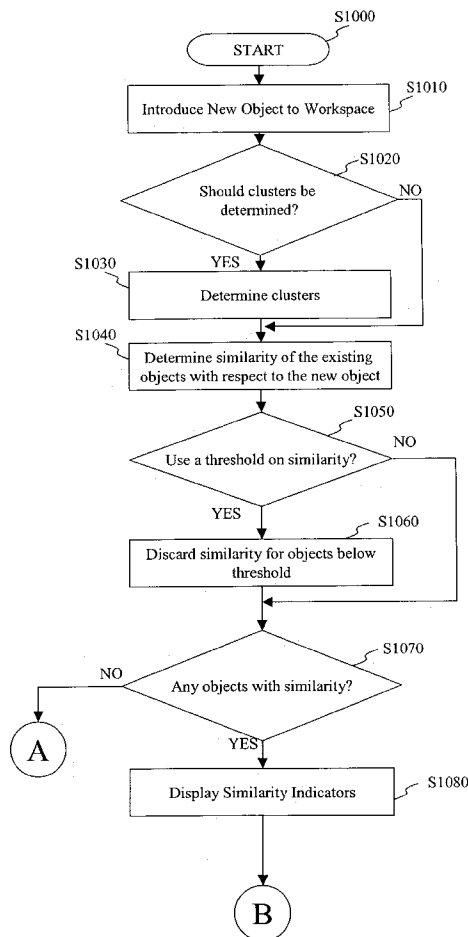 S1000
START
S1010
Introduce New Object to Workspace
S1020
Should clusters be
determined?
NO
YES
S1030
Determine clusters
S1040
Determine similarity of the existing
objects with respect to the new object
S1050
NO
Use a threshold on similarity?
YES
S1060
Discard similarity for objects below
threshold
S1070
NO
Any objects with similarity?
A
YES
S1080
Display Similarity Indicators
B